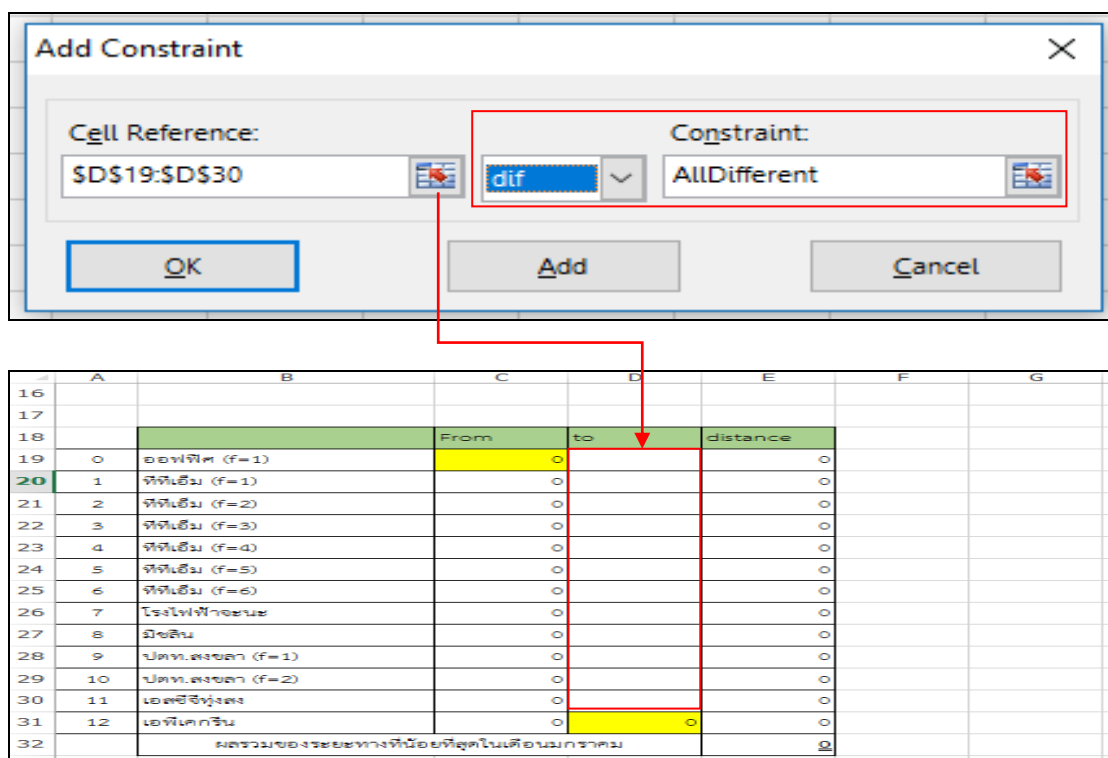 Add Constraint
Cell Reference: Constraint:
$D$19:$D$30 dif AllDifferent
OK Add Cancel
A B C D E F G
16
17
18 From to distance
19 0 ออฟฟิศ (f=1) 0 0
20 1 ทีทีเอ็ม (f=1) 0 0
21 2 ทีทีเอ็ม (f=2) 0 0
22 3 ทีทีเอ็ม (f=3) 0 0
23 4 ทีทีเอ็ม (f=4) 0 0
24 5 ทีทีเอ็ม (f=5) 0 0
25 6 ทีทีเอ็ม (f=6) 0 0
26 7 โรงไฟฟ้าจะนะ 0 0
27 8 มิชลิน 0 0
28 9 ปตท.สงขลา (f=1) 0 0
29 10 ปตท.สงขลา (f=2) 0 0
30 11 เอสซีจีทุ่งสง 0 0
31 12 เอพีเคกรีน 0 0 0
32 ผลรวมของระยะทางที่น้อยที่สุดในเดือนมกราคม 0